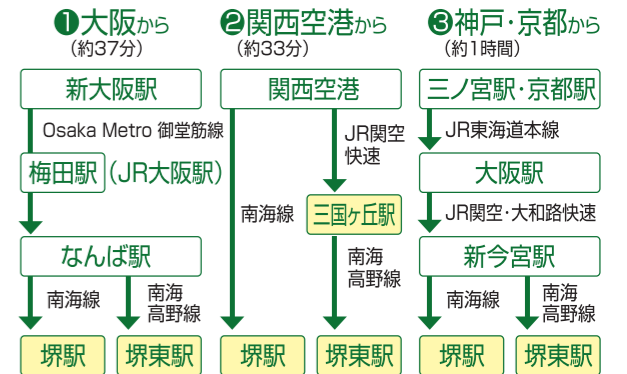 ❶大阪から
（約37分）
新大阪駅
Osaka Metro 御堂筋線
梅田駅（JR大阪駅）
なんば駅
南海線
南海
高野線
堺駅
堺東駅
❷関西空港から
（約33分）
関西空港
JR関空
快速
南海線
三国ヶ丘駅
南海
高野線
堺駅
堺東駅
❸神戸・京都から
（約1時間）
三ノ宮駅・京都駅
JR東海道本線
大阪駅
JR関空・大和路快速
新今宮駅
南海線
南海
高野線
堺駅
堺東駅